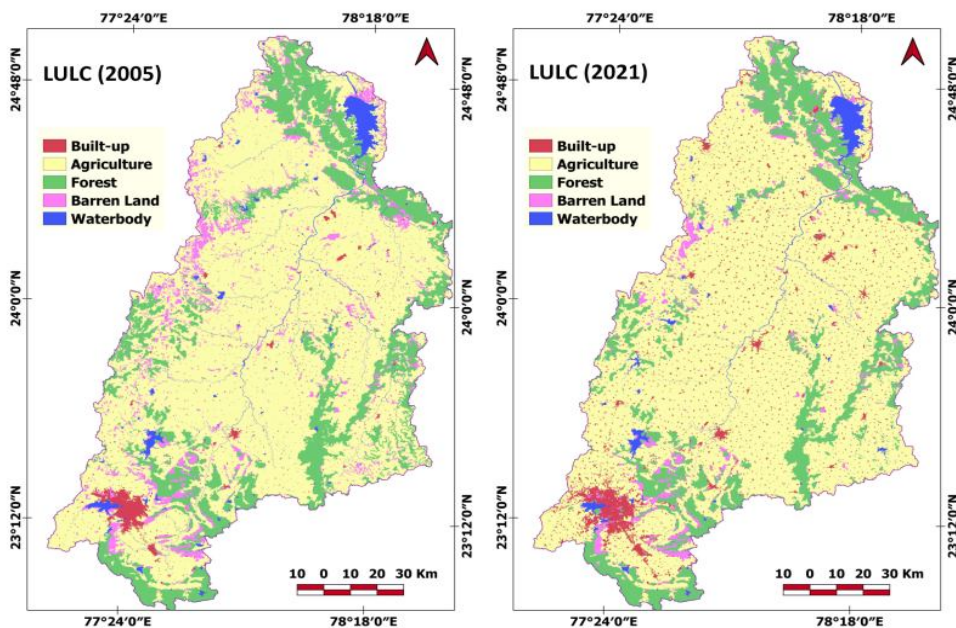 77°24'0"E 78°18'0"E 77°24'0"E 78°18'0"E
LULC (2005)
Built-up
Agriculture
Forest
Barren Land
Waterbody
24°48'0"N
24°0'0"N
23°12'0"N
10 0 10 20 30 Km
24°48'0"N
24°0'0"N
23°12'0"N
LULC (2021)
Built-up
Agriculture
Forest
Barren Land
Waterbody
24°48'0"N
24°0'0"N
23°12'0"N
10 0 10 20 30 Km
77°24'0"E 78°18'0"E 77°24'0"E 78°18'0"E